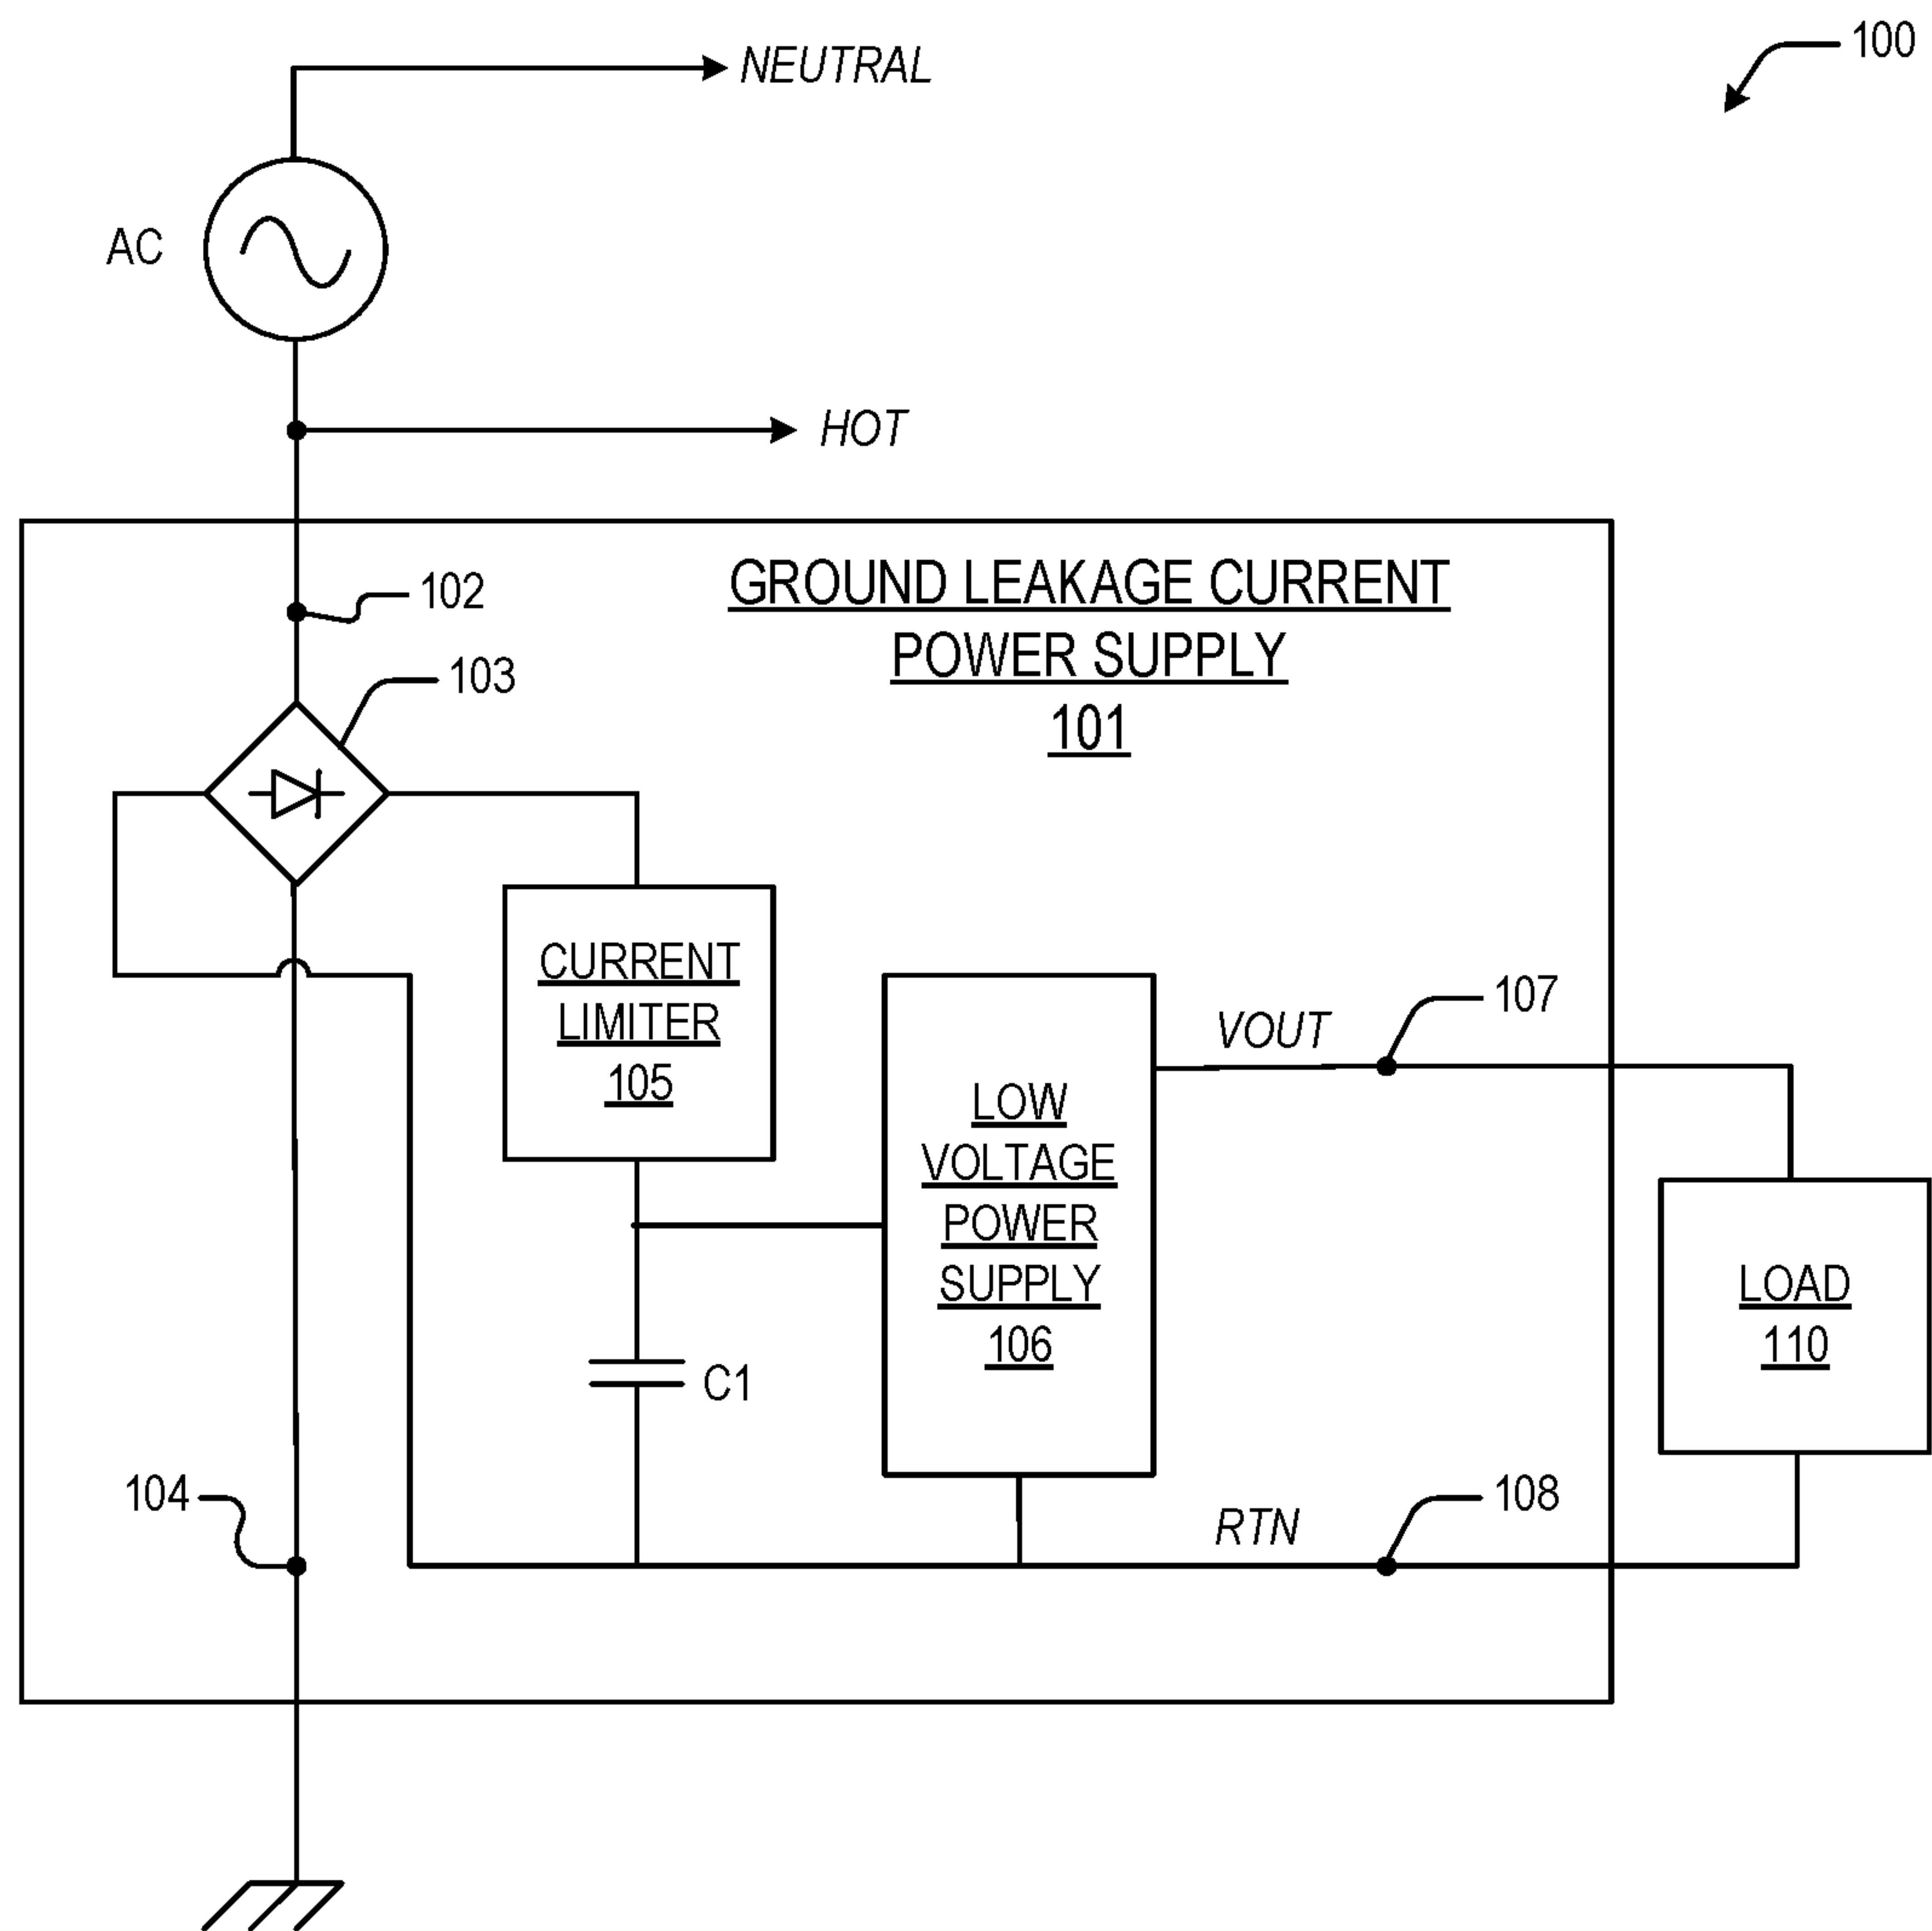 NEUTRAL
100
AC
HOT
102
GROUND LEAKAGE CURRENT
POWER SUPPLY
101
103
CURRENT
LIMITER
105
107
VOUT
LOW
VOLTAGE
POWER
SUPPLY
106
LOAD
110
C1
104
108
RTN